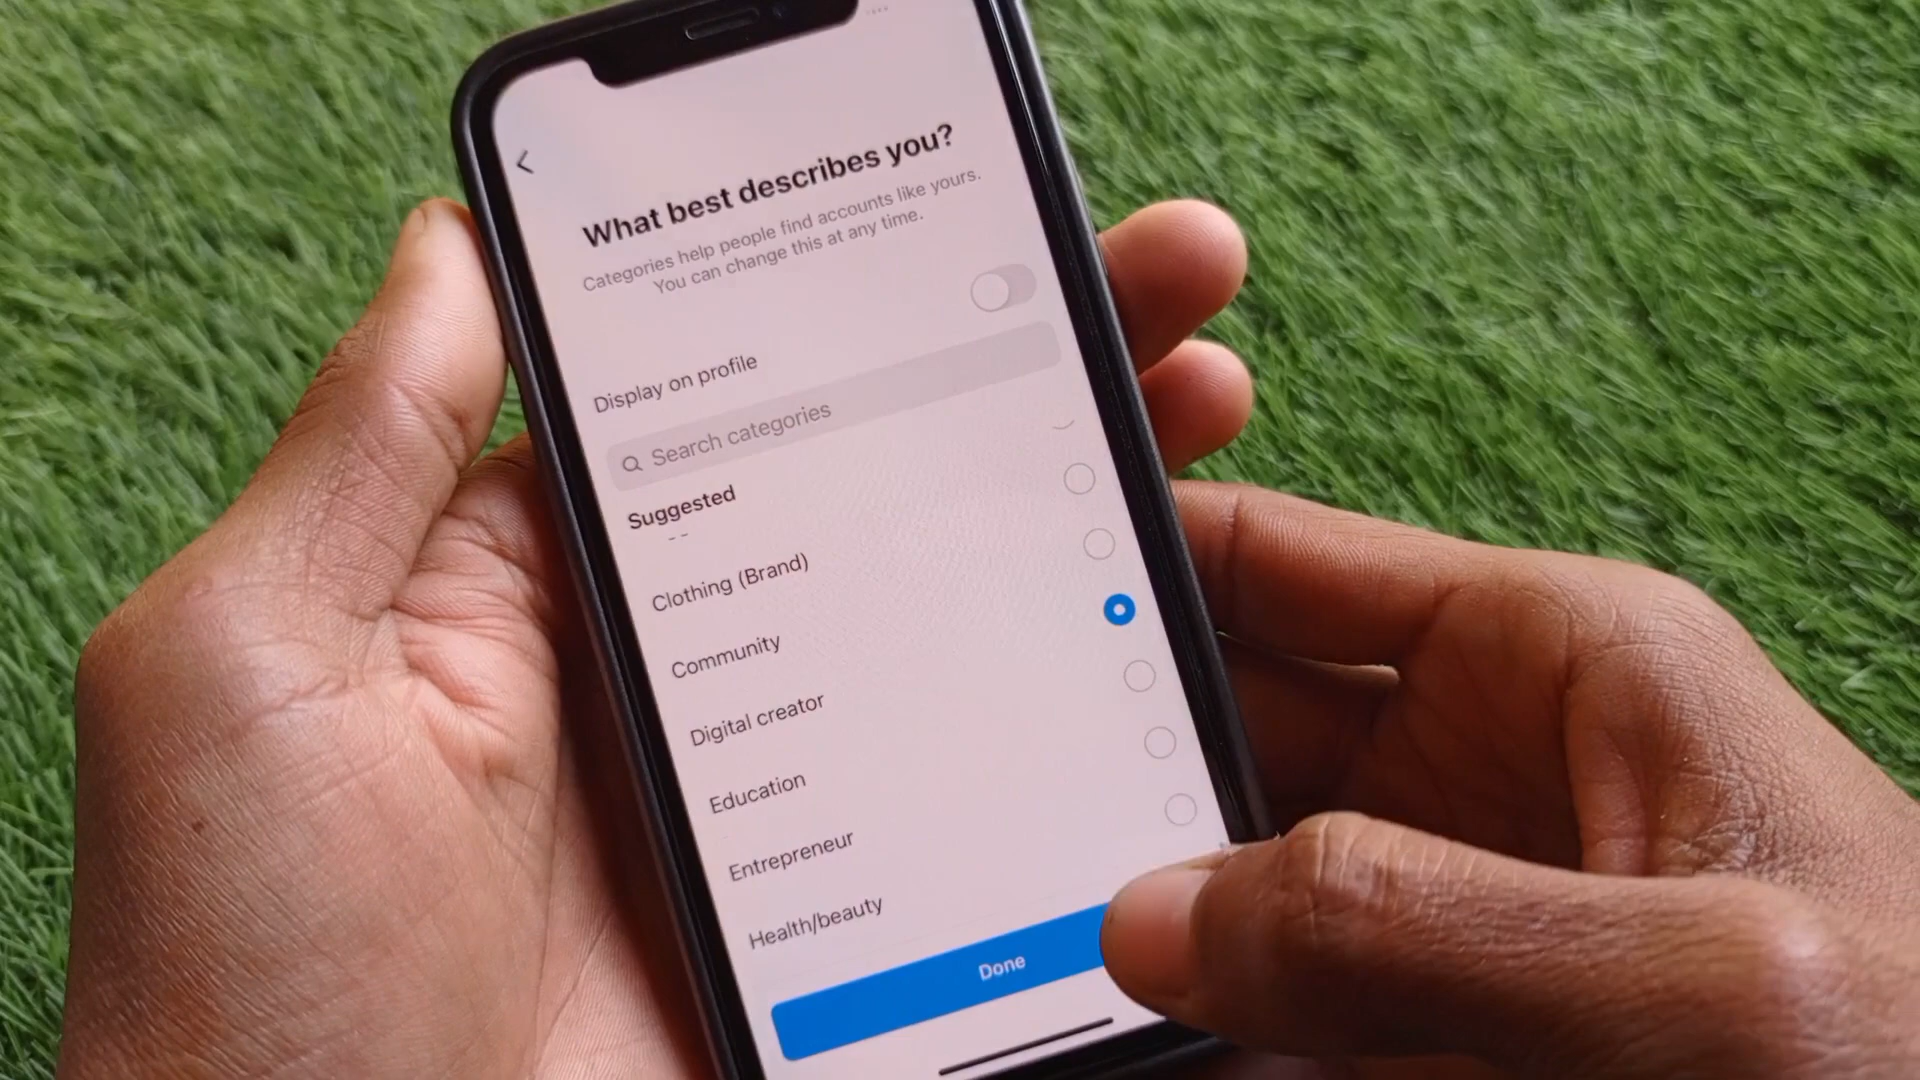 What best describes you?
Categories help people find accounts like yours.
You can change this at any time.
Display on profile
Search categories
Suggested
Clothing (Brand)
Community
Digital creator
Education
Entrepreneur
Health/beauty
Done